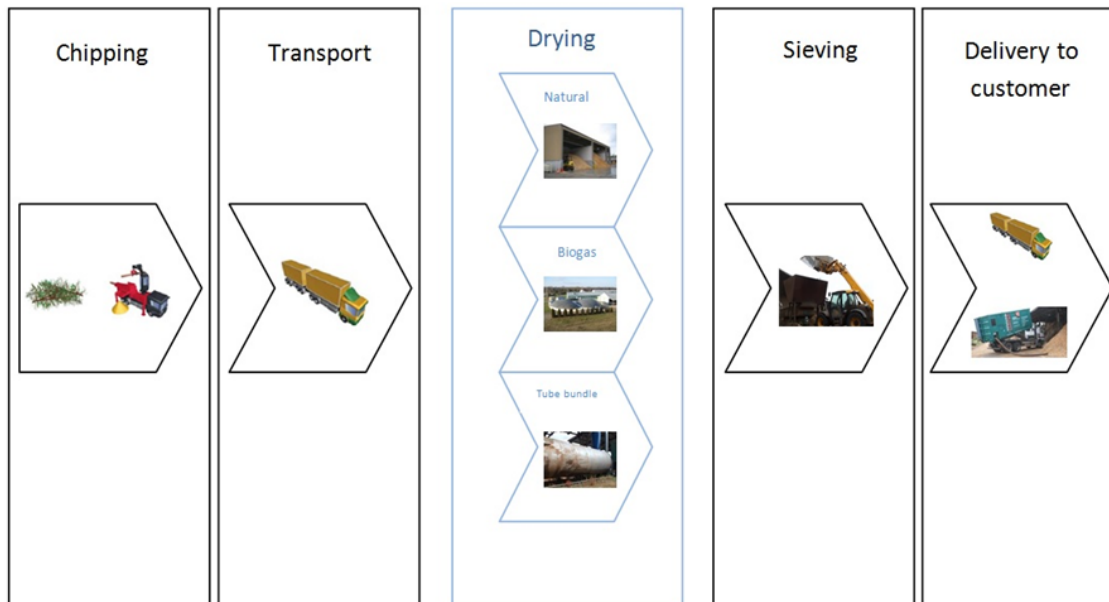 Chipping
Transport
Drying
Natural
Biogas
Tube bundle
Sieving
Delivery to
customer